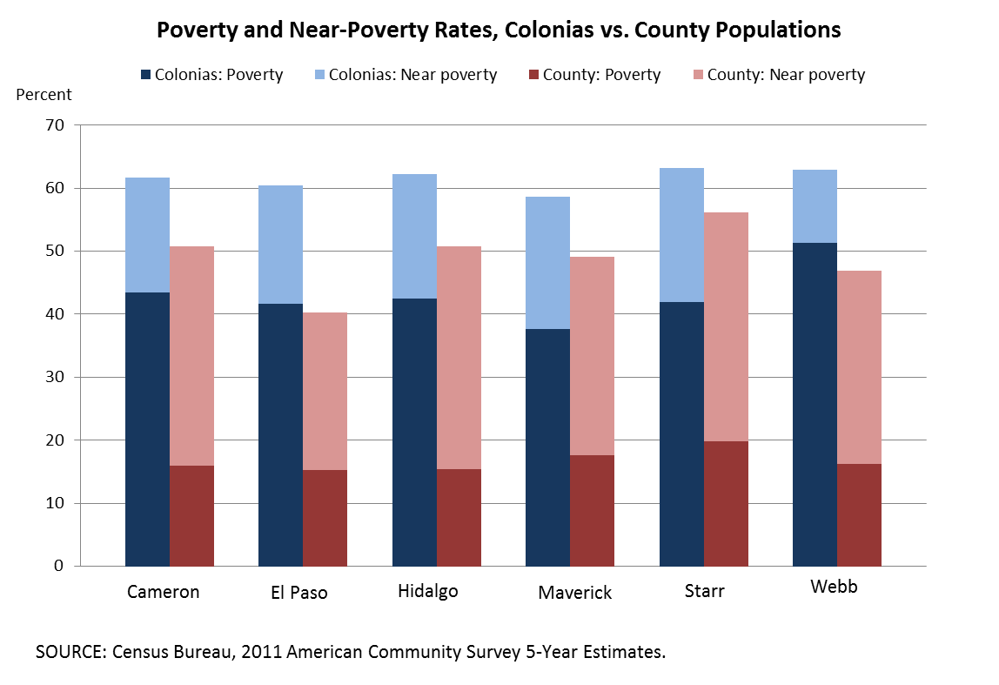 Poverty and Near-Poverty Rates, Colonias vs. County Populations
Colonias: Poverty Colonias: Near poverty County: Poverty County: Near poverty
Percent
70
60
50
40
30
20
10
0
Cameron El Paso Hidalgo Maverick Starr Webb
SOURCE: Census Bureau, 2011 American Community Survey 5-Year Estimates.